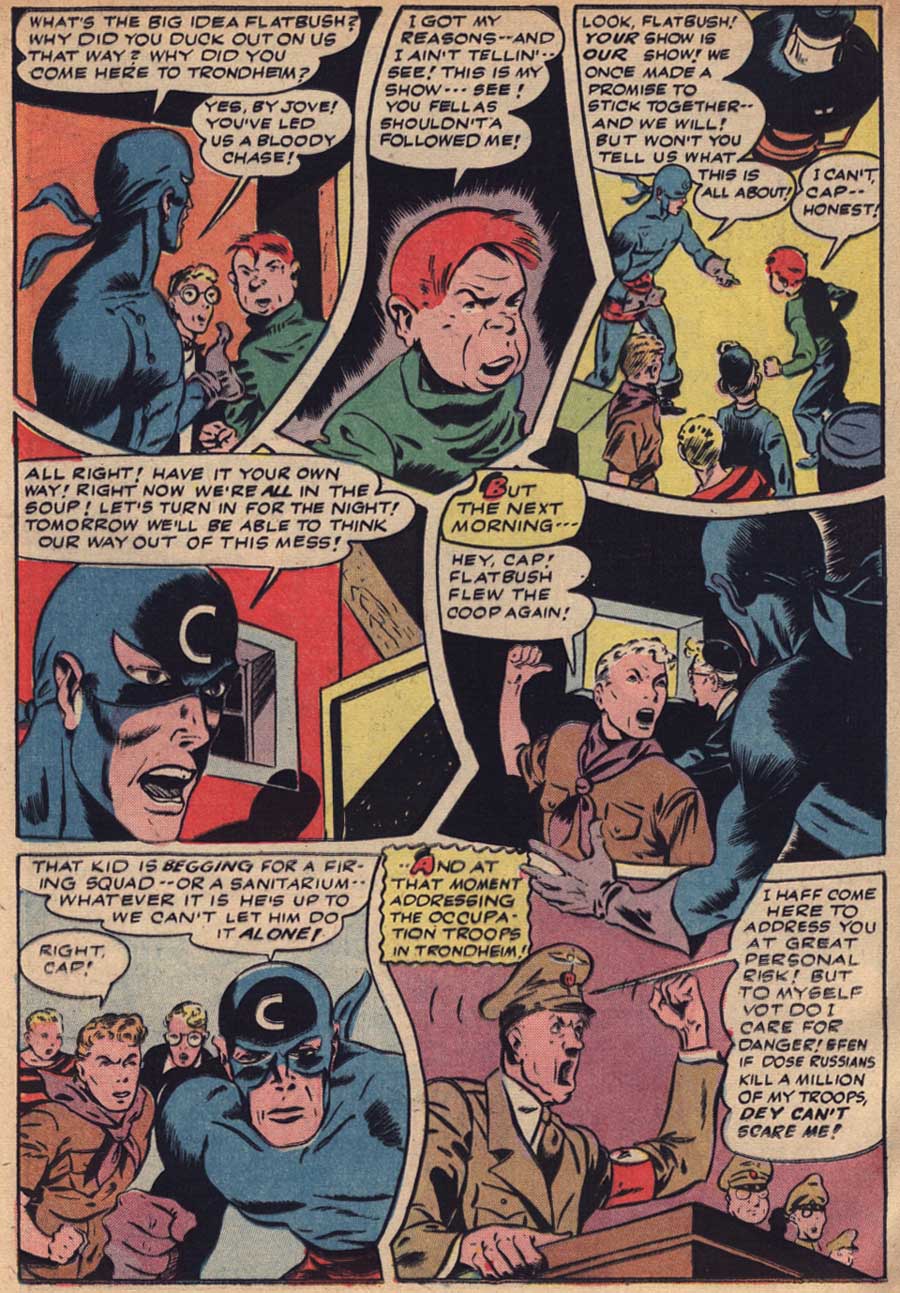 WHAT'S THE BIG IDEA FLATBUSH?
WHY DID YOU DUCK OUT ON US
THAT WAY? WHY DID YOU
COME HERE TO TRONDHEIM?
YES, BY JOVE!
YOU'VE LED
US A BLOODY
CHASE!
I GOT MY
REASONS--AND
I AIN'T TELLIN'--
SEE! THIS IS MY
SHOW--- SEE!
YOU FELLAS
SHOULDN'TA
FOLLOWED ME!
LOOK, FLATBUSH!
YOUR SHOW IS
OUR SHOW! WE
ONCE MADE A
PROMISE TO
STICK TOGETHER--
AND WE WILL!
BUT WON'T YOU
TELL US WHAT
THIS IS
ALL ABOUT!
I CAN'T,
CAP--
HONEST!
ALL RIGHT! HAVE IT YOUR OWN
WAY! RIGHT NOW WE'RE ALL IN THE
SOUP! LET'S TURN IN FOR THE NIGHT!
TOMORROW WE'LL BE ABLE TO THINK
OUR WAY OUT OF THIS MESS!
C
BUT
THE NEXT
MORNING---
HEY, CAP!
FLATBUSH
FLEW THE
COOP AGAIN!
THAT KID IS BEGGING FOR A FIR-
ING SQUAD--OR A SANITARIUM--
WHATEVER IT IS HE'S UP TO
WE CAN'T LET HIM DO
IT ALONE!
RIGHT,
CAP!
C
--AND AT
THAT MOMENT
ADDRESSING
THE OCCUPA-
TION TROOPS
IN TRONDHEIM!
I HAFF COME
HERE TO
ADDRESS YOU
AT GREAT
PERSONAL
RISK! BUT
TO MYSELF
VOT DO I
CARE FOR
DANGER! EFEN
IF DOSE RUSSIANS
KILL A MILLION
OF MY TROOPS,
DEY CAN'T
SCARE ME!